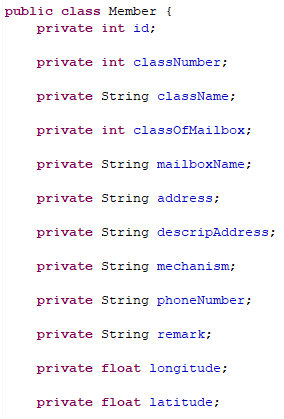 public class Member {
private int id;
private int classNumber;
private String className;
private int classOfMailbox;
private String mailboxName;
private String address;
private String descripAddress;
private String mechanism;
private String phoneNumber;
private String remark;
private float longitude;
private float latitude;